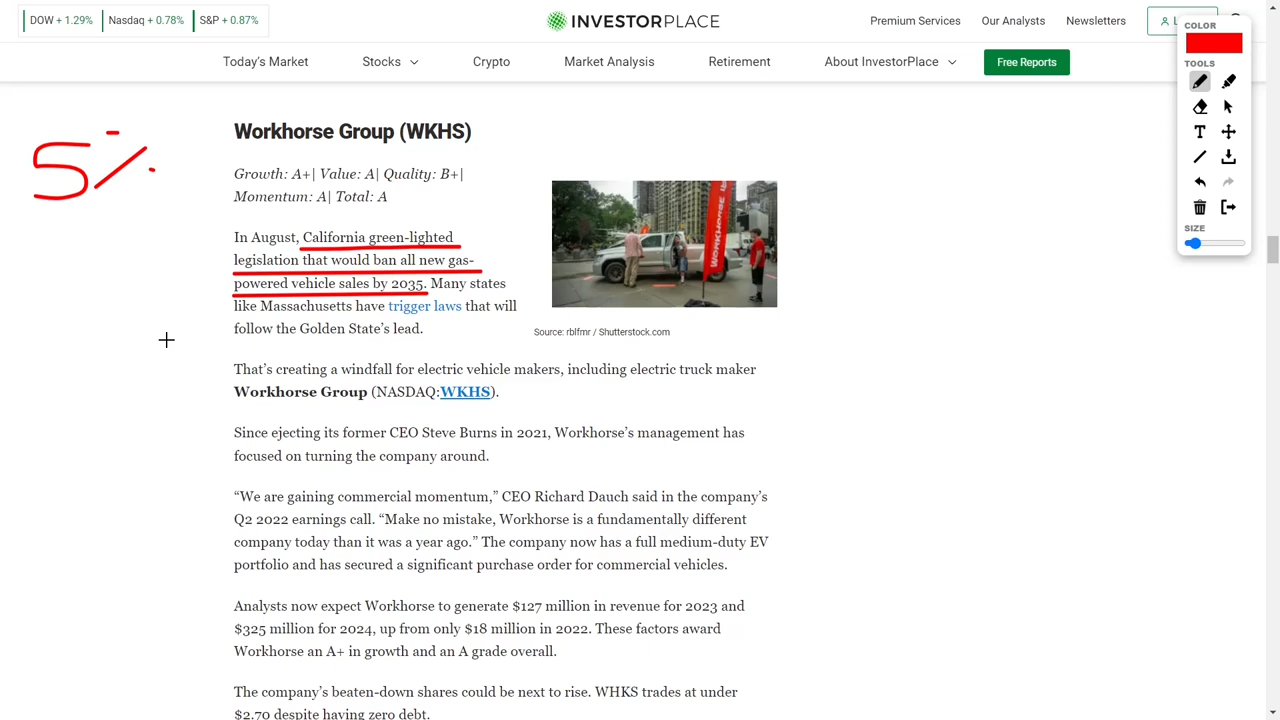 DOW + 1.29% Nasdaq + 0.78% S&P + 0.87%
INVESTORPLACE
Premium Services Our Analysts Newsletters
Today's Market Stocks Crypto Market Analysis Retirement About InvestorPlace Free Reports
COLOR
TOOLS
SIZE
5%
Workhorse Group (WKHS)
Growth: A+| Value: A| Quality: B+|
Momentum: A| Total: A
In August, California green-lighted
legislation that would ban all new gas-
powered vehicle sales by 2035. Many states
like Massachusetts have trigger laws that will
follow the Golden State’s lead.
WORKHORSE
Source: rblfmr / Shutterstock.com
That’s creating a windfall for electric vehicle makers, including electric truck maker
Workhorse Group (NASDAQ:WKHS).
Since ejecting its former CEO Steve Burns in 2021, Workhorse’s management has
focused on turning the company around.
“We are gaining commercial momentum,” CEO Richard Dauch said in the company’s
Q2 2022 earnings call. “Make no mistake, Workhorse is a fundamentally different
company today than it was a year ago.” The company now has a full medium-duty EV
portfolio and has secured a significant purchase order for commercial vehicles.
Analysts now expect Workhorse to generate $127 million in revenue for 2023 and
$325 million for 2024, up from only $18 million in 2022. These factors award
Workhorse an A+ in growth and an A grade overall.
The company’s beaten-down shares could be next to rise. WHKS trades at under
$2.70 despite having zero debt.